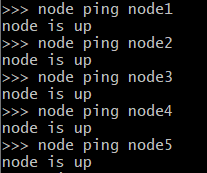 >>> node ping node1
node is up
>>> node ping node2
node is up
>>> node ping node3
node is up
>>> node ping node4
node is up
>>> node ping node5
node is up